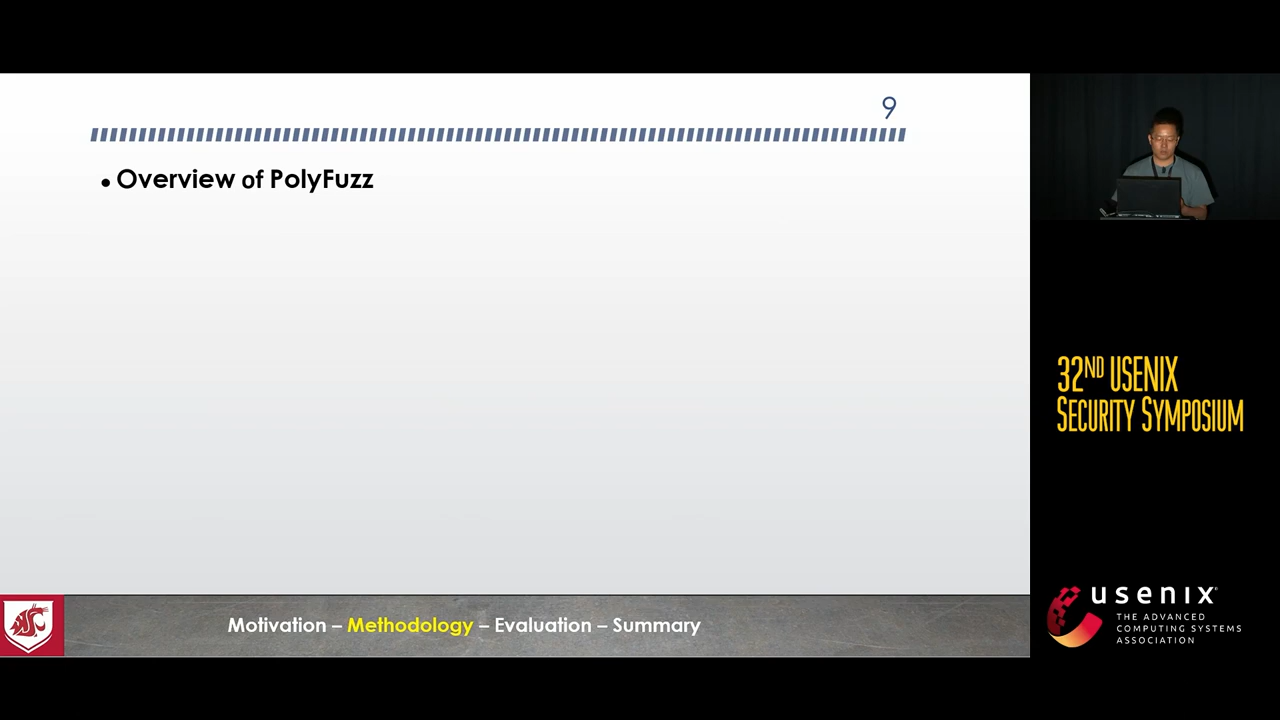 9
• Overview of PolyFuzz
Motivation – Methodology – Evaluation – Summary
32ND USENIX
SECURITY SYMPOSIUM
usenix
THE ADVANCED
COMPUTING SYSTEMS
ASSOCIATION